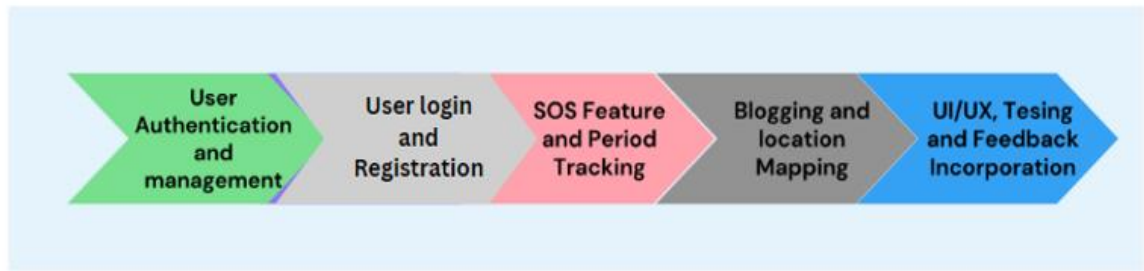 User
Authentication
and
management
User login
and
Registration
SOS Feature
and Period
Tracking
Blogging and
location
Mapping
UI/UX, Tesing
and Feedback
Incorporation